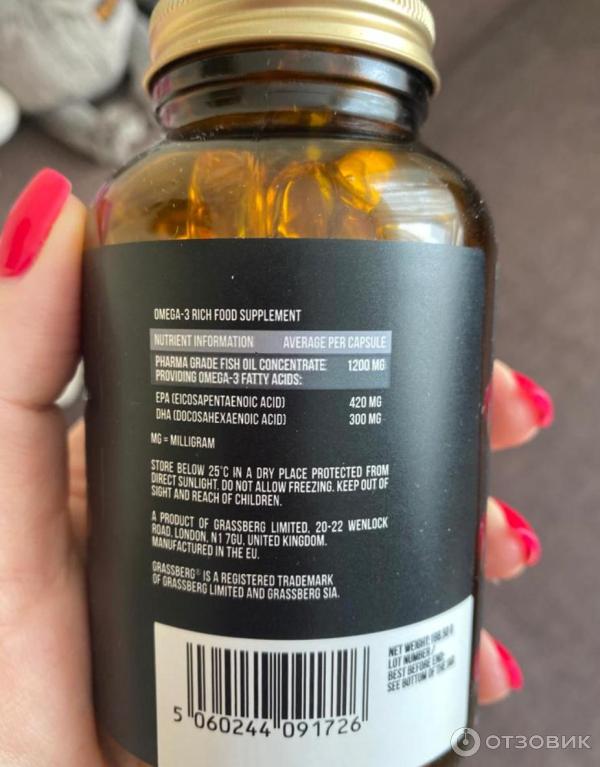 OMEGA-3 RICH FOOD SUPPLEMENT
NUTRIENT INFORMATION AVERAGE PER CAPSULE
PHARMA GRADE FISH OIL CONCENTRATE 1200 MG
PROVIDING OMEGA-3 FATTY ACIDS:
EPA (EICOSAPENTAENOIC ACID) 420 MG
DHA (DOCOSAHEXAENOIC ACID) 300 MG
MG = MILLIGRAM
STORE BELOW 25°C IN A DRY PLACE PROTECTED FROM
DIRECT SUNLIGHT. DO NOT ALLOW FREEZING. KEEP OUT OF
SIGHT AND REACH OF CHILDREN.
A PRODUCT OF GRASSBERG LIMITED, 20-22 WENLOCK
ROAD, LONDON, N1 7GU, UNITED KINGDOM.
MANUFACTURED IN THE EU.
GRASSBERG® IS A REGISTERED TRADEMARK
OF GRASSBERG LIMITED AND GRASSBERG SIA.
NET WEIGHT:
LOT NUMBER /
BEST BEFORE END:
SEE BOTTOM OF THE JAR
5 060244 091726
ОТЗОВИК